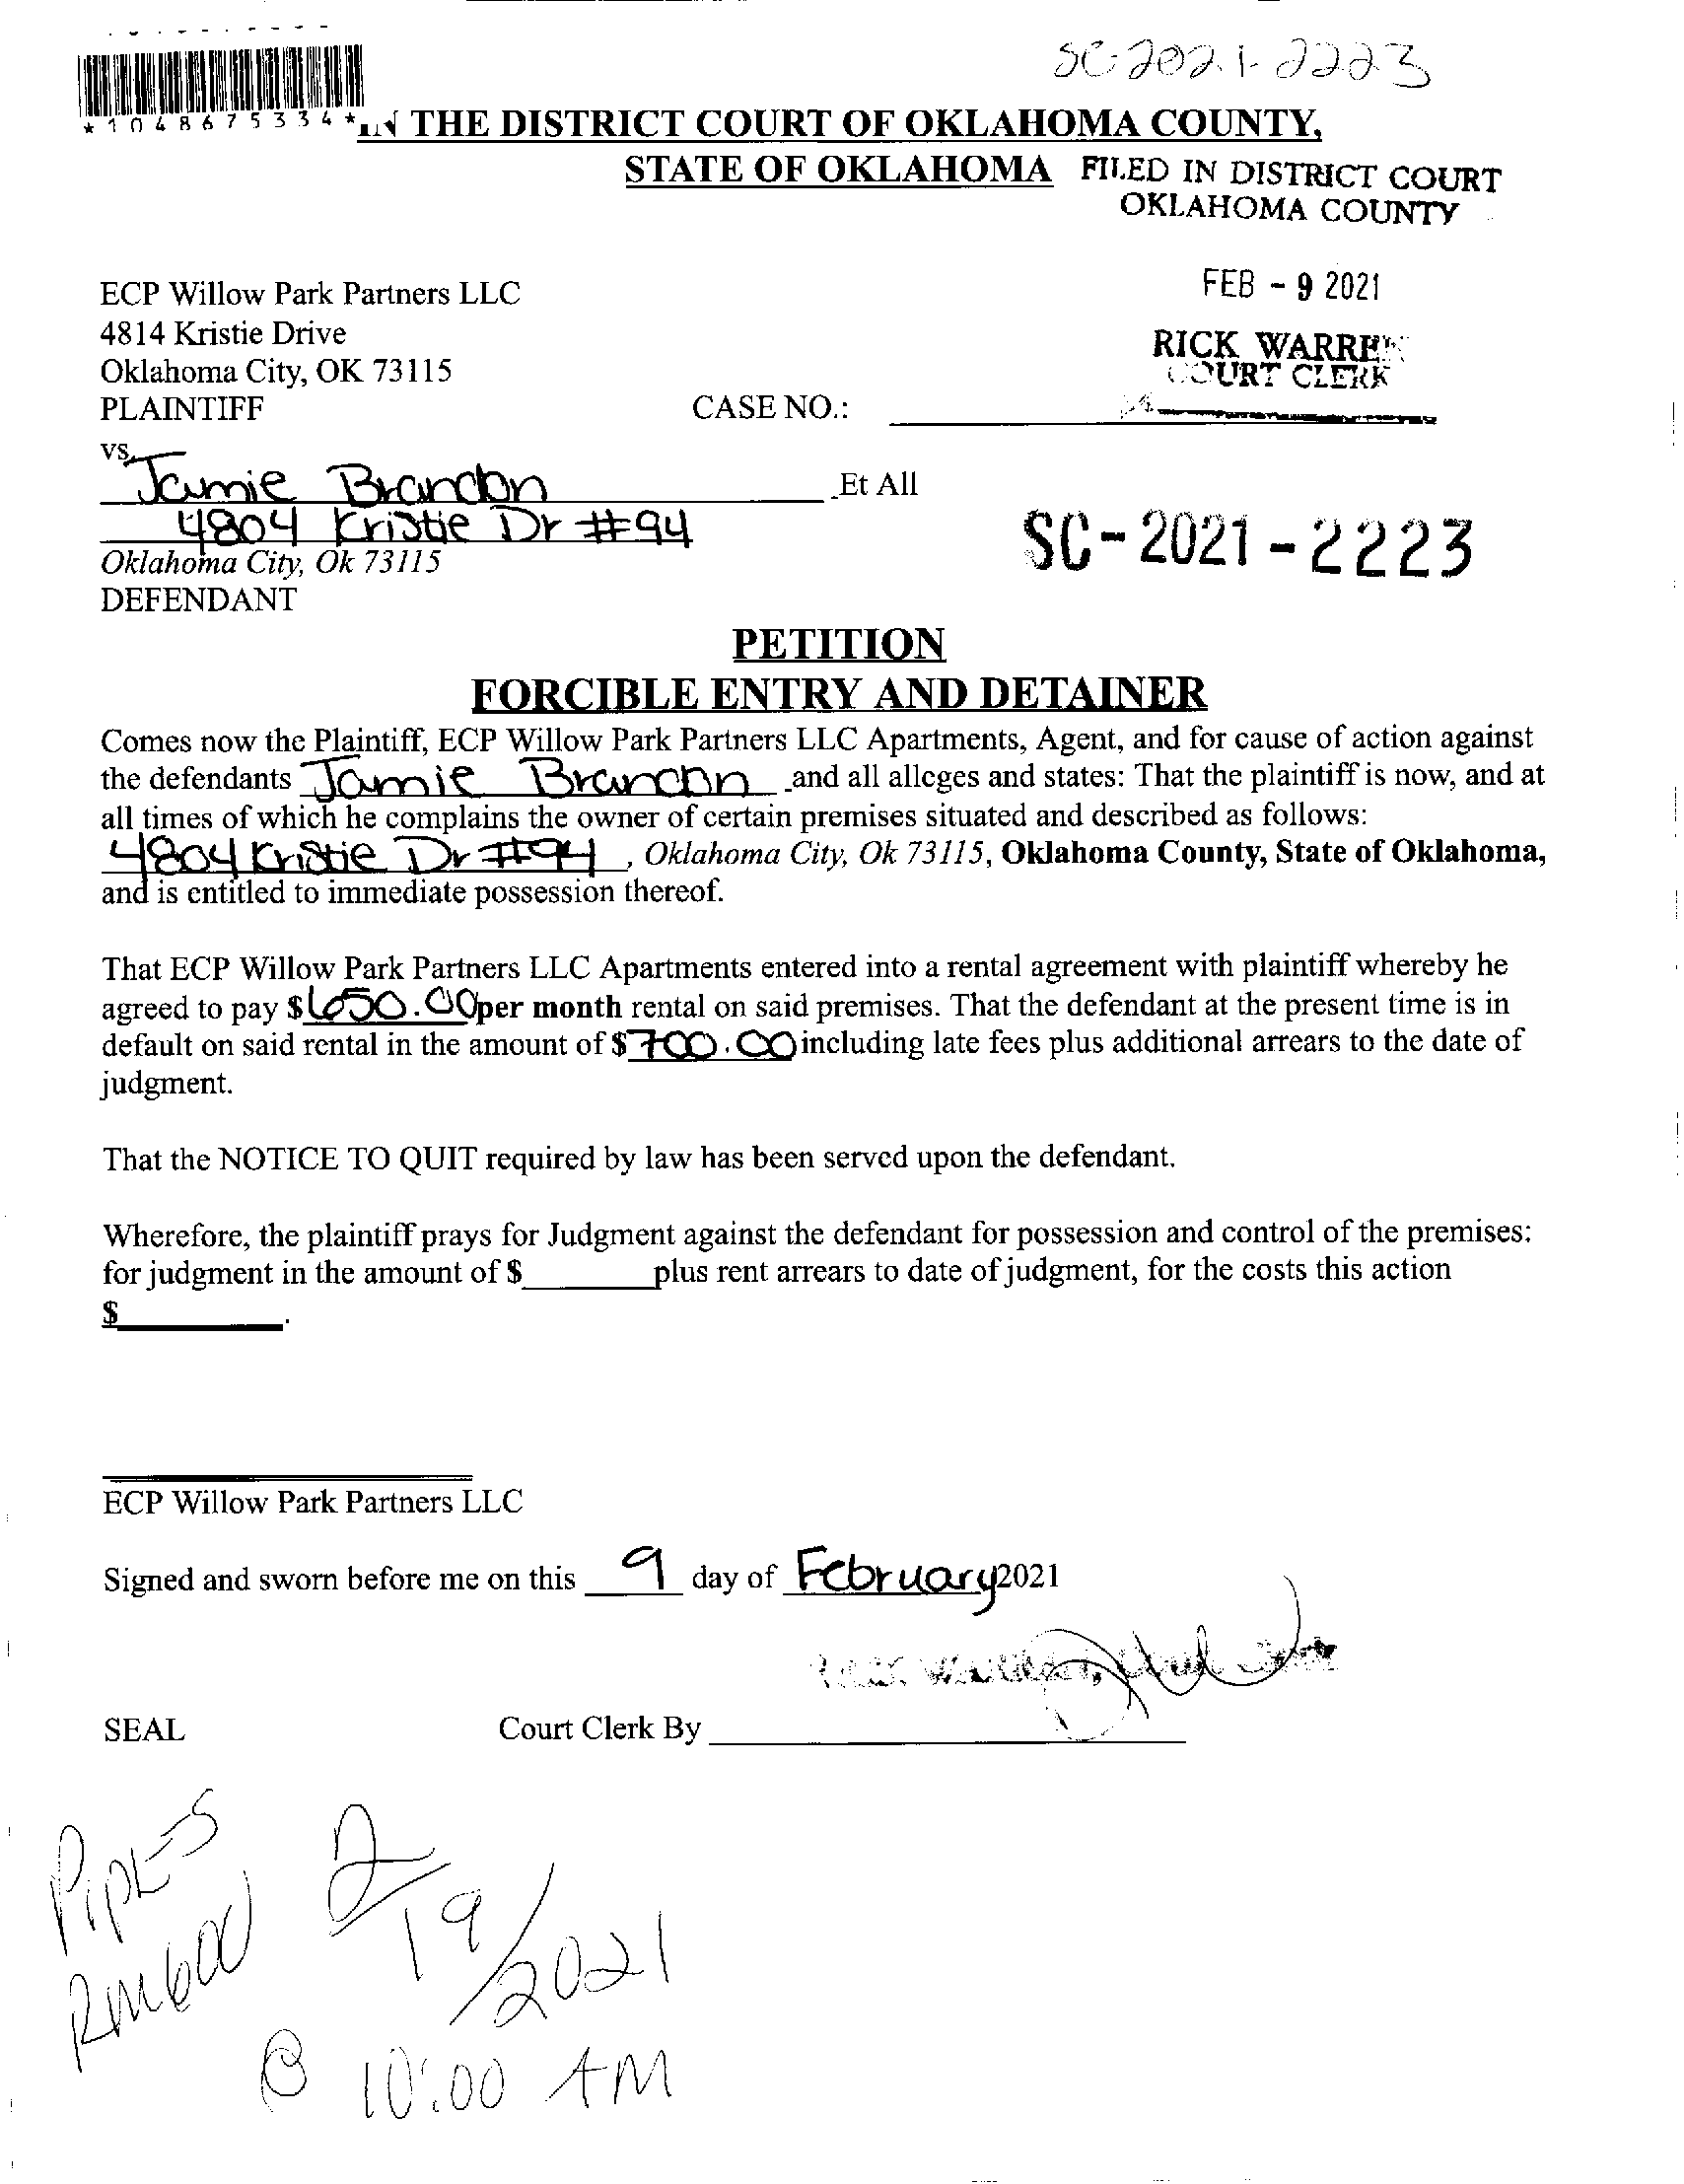 SC-2021-2223
*1048675334*
IN THE DISTRICT COURT OF OKLAHOMA COUNTY,
STATE OF OKLAHOMA
FILED IN DISTRICT COURT
OKLAHOMA COUNTY
FEB - 9 2021
RICK WARREN
COURT CLERK
ECP Willow Park Partners LLC
4814 Kristie Drive
Oklahoma City, OK 73115
PLAINTIFF
CASE NO.:
vs.
Jamie Brandon Et All
4804 Kristie Dr #94
Oklahoma City, Ok 73115
DEFENDANT
SC-2021-2223
PETITION
FORCIBLE ENTRY AND DETAINER
Comes now the Plaintiff, ECP Willow Park Partners LLC Apartments, Agent, and for cause of action against
the defendants Jamie Brandon and all alleges and states: That the plaintiff is now, and at
all times of which he complains the owner of certain premises situated and described as follows:
4804 Kristie Dr #94, Oklahoma City, Ok 73115, Oklahoma County, State of Oklahoma,
and is entitled to immediate possession thereof.
That ECP Willow Park Partners LLC Apartments entered into a rental agreement with plaintiff whereby he
agreed to pay $650.00 per month rental on said premises. That the defendant at the present time is in
default on said rental in the amount of $700.00 including late fees plus additional arrears to the date of
judgment.
That the NOTICE TO QUIT required by law has been served upon the defendant.
Wherefore, the plaintiff prays for Judgment against the defendant for possession and control of the premises:
for judgment in the amount of $ plus rent arrears to date of judgment, for the costs this action
$ .
ECP Willow Park Partners LLC
Signed and sworn before me on this 9 day of February 2021
SEAL
Court Clerk By
Pipes
Rm 600
2/19/2021
@ 10:00 AM